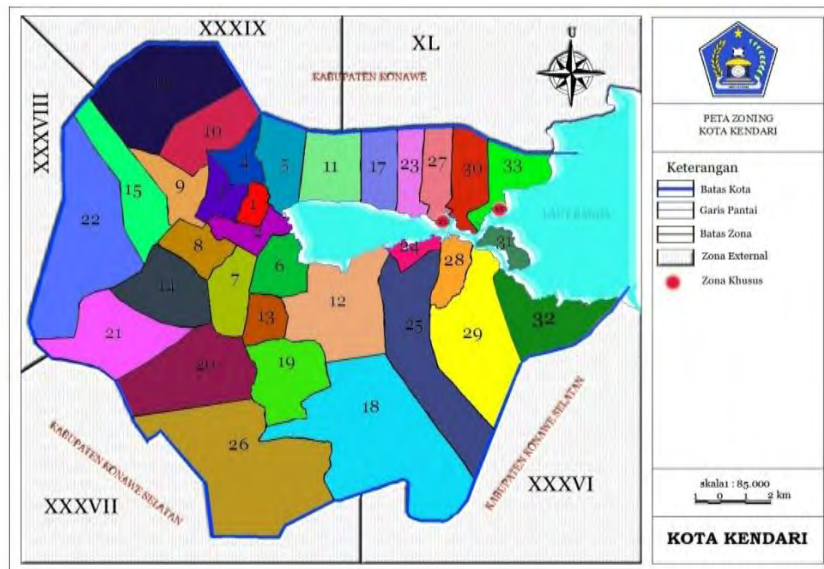 XXXIX
XL
U
KABUPATEN KONAWE
XXXVIII
10
4
5
11
17
23
27
30
33
9
15
22
1
8
7
6
24
31
28
12
14
13
25
29
32
21
20
19
18
26
KABUPATEN KONAWE SELATAN
KABUPATEN KONAWE SELATAN
XXXVII
XXXVI
PETA ZONING
KOTA KENDARI
Keterangan
Batas Kota
Garis Pantai
Batas Zona
Zona External
Zona Khusus
skala1 : 85.000
1 0 1 2 km
KOTA KENDARI